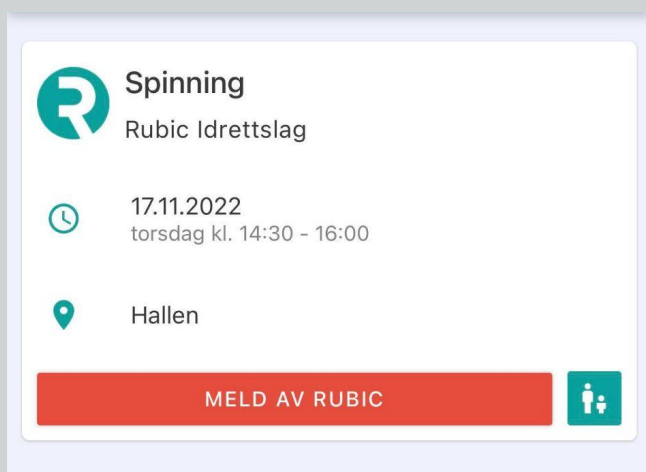 Spinning
Rubic Idrettslag
17.11.2022
torsdag kl. 14:30 - 16:00
Hallen
MELD AV RUBIC